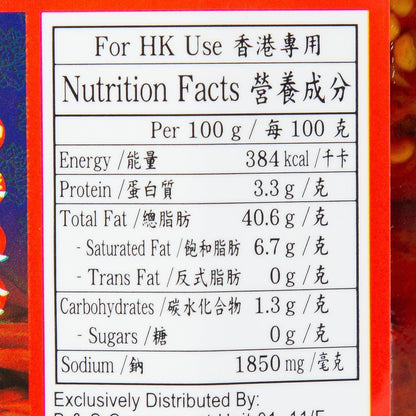 For HK Use 香港專用
Nutrition Facts 營養成分
Per 100 g / 每 100 克
Energy /能量 384 kcal /千卡
Protein /蛋白質 3.3 g /克
Total Fat /總脂肪 40.6 g /克
- Saturated Fat /飽和脂肪 6.7 g /克
- Trans Fat /反式脂肪 0 g /克
Carbohydrates /碳水化合物 1.3 g /克
- Sugars /糖 0 g /克
Sodium /鈉 1850 mg /毫克
Exclusively Distributed By: